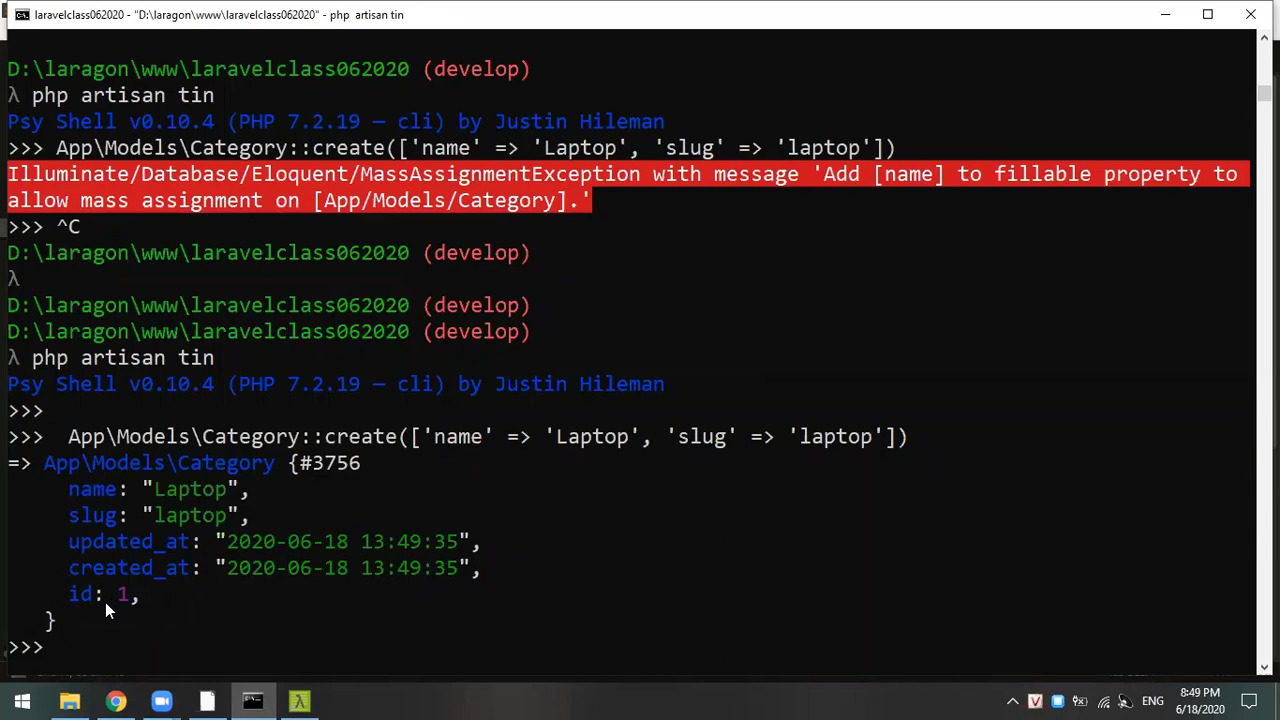 laravelclass062020 - "D:\laragon\www\laravelclass062020" - php  artisan tin
D:\laragon\www\laravelclass062020 (develop)
λ php artisan tin
Psy Shell v0.10.4 (PHP 7.2.19 — cli) by Justin Hileman
>>> App\Models\Category::create(['name' => 'Laptop', 'slug' => 'laptop'])
Illuminate/Database/Eloquent/MassAssignmentException with message 'Add [name] to fillable property to
allow mass assignment on [App/Models/Category].'
>>> ^C
D:\laragon\www\laravelclass062020 (develop)
λ
D:\laragon\www\laravelclass062020 (develop)
D:\laragon\www\laravelclass062020 (develop)
λ php artisan tin
Psy Shell v0.10.4 (PHP 7.2.19 — cli) by Justin Hileman
>>>
>>>  App\Models\Category::create(['name' => 'Laptop', 'slug' => 'laptop'])
=> App\Models\Category {#3756
name: "Laptop",
slug: "laptop",
updated_at: "2020-06-18 13:49:35",
created_at: "2020-06-18 13:49:35",
id: 1,
}
>>>
ENG
8:49 PM
6/18/2020